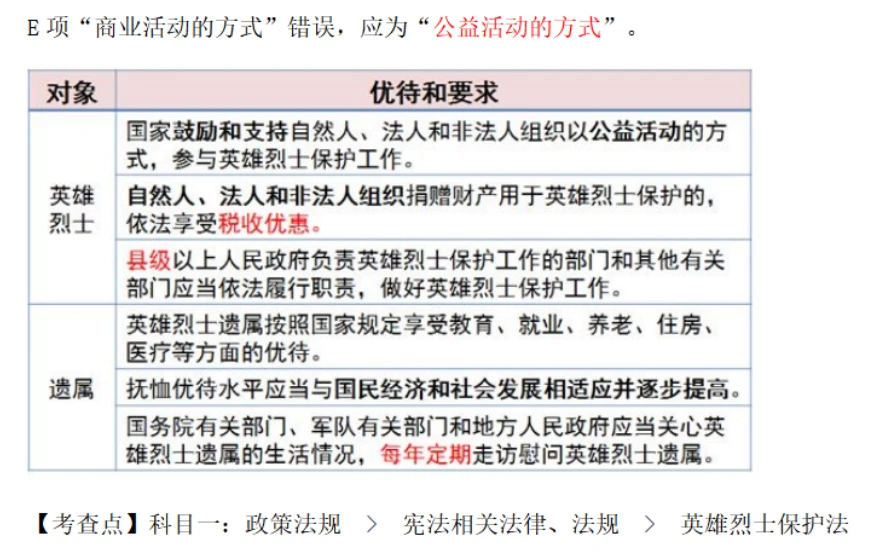 E 项“商业活动的方式”错误，应为“公益活动的方式”。
对象
优待和要求
英雄
烈士
国家鼓励和支持自然人、法人和非法人组织以公益活动的方
式，参与英雄烈士保护工作。
自然人、法人和非法人组织捐赠财产用于英雄烈士保护的，
依法享受税收优惠。
县级以上人民政府负责英雄烈士保护工作的部门和其他有关
部门应当依法履行职责，做好英雄烈士保护工作。
遗属
英雄烈士遗属按照国家规定享受教育、就业、养老、住房、
医疗等方面的优待。
抚恤优待水平应当与国民经济和社会发展相适应并逐步提高。
国务院有关部门、军队有关部门和地方人民政府应当关心英
雄烈士遗属的生活情况，每年定期走访慰问英雄烈士遗属。
【考查点】科目一：政策法规 > 宪法相关法律、法规 > 英雄烈士保护法